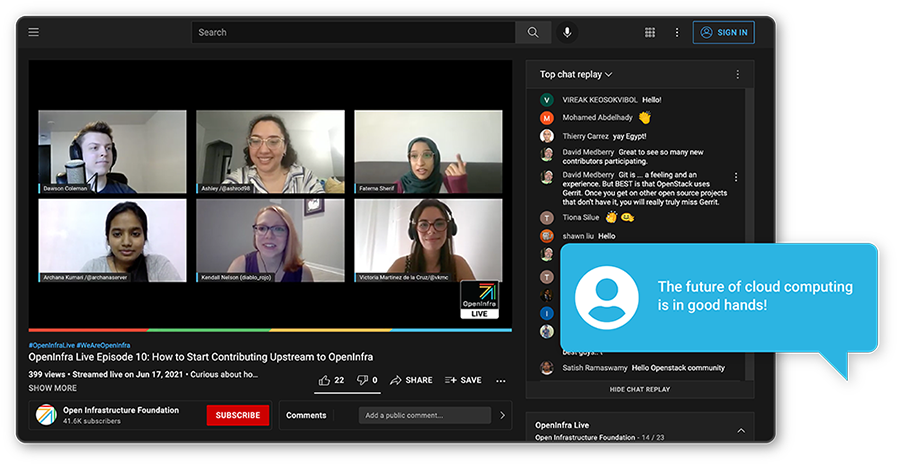 Search
SIGN IN
Dawson Coleman
Ashley /@ashrod98
Fatema Sherif
Archana Kumari /@archanaserver
Kendall Nelson (diablo_rojo)
Victoria Martinez de la Cruz/@vkmc
OpenInfra
LIVE
#OpenInfraLive #WeAreOpenInfra
OpenInfra Live Episode 10: How to Start Contributing Upstream to OpenInfra
399 views • Streamed live on Jun 17, 2021 • Curious about ho...
SHOW MORE
22
0
SHARE
SAVE
Open Infrastructure Foundation
41.6K subscribers
SUBSCRIBE
Comments
Add a public comment...
Top chat replay
V VIREAK KEOSOKVIBOL Hello!
M Mohamed Abdelhady 👏
Thierry Carrez yay Egypt!
David Medberry Great to see so many new
contributors participating.
David Medberry Git is ... a feeling and an
experience. But BEST is that OpenStack uses
Gerrit. Once you get on other open source projects
that don't have it, you will really truly miss Gerrit.
T Tiona Silue
shawn liu Hello
T
I
best guys.. \
Satish Ramaswamy Hello Openstack community
HIDE CHAT REPLAY
The future of cloud computing
is in good hands!
OpenInfra Live
Open Infrastructure Foundation - 14 / 23